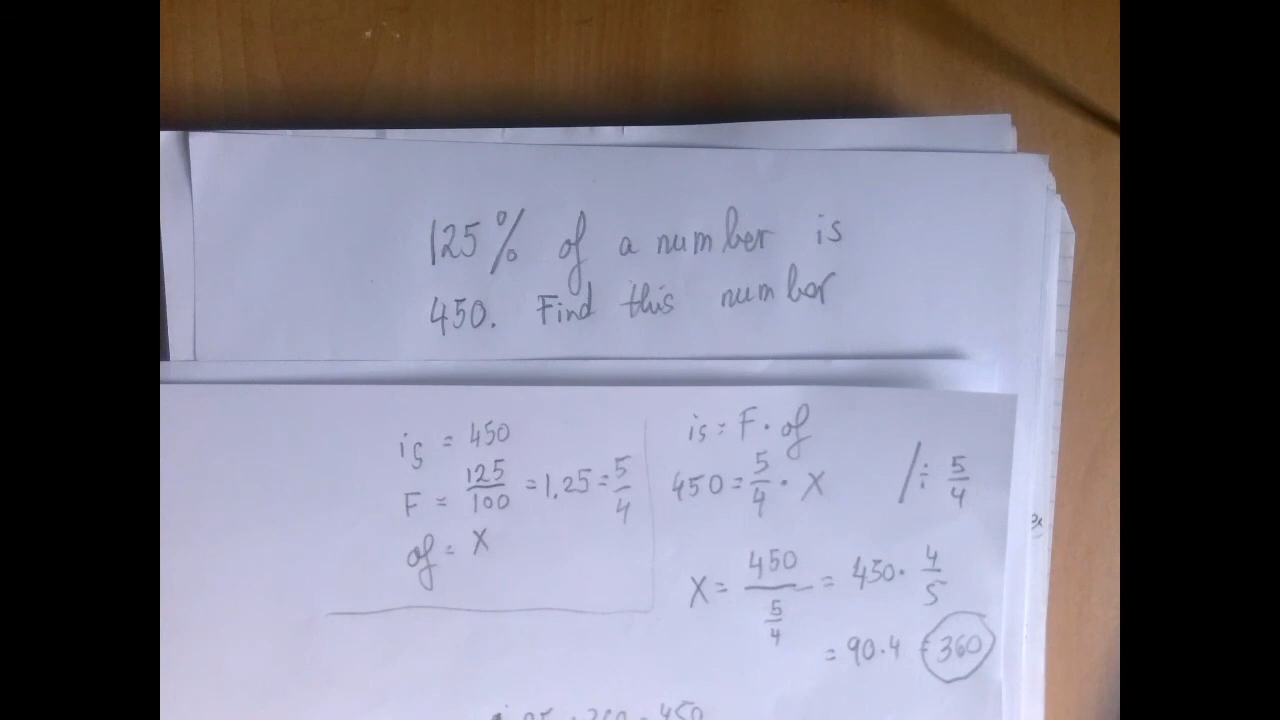 125% of a number is
450. Find this number
is = 450
F = 125/100 = 1.25 = 5/4
of = X
is = F · of
450 = 5/4 · X /: 5/4
X = 450/(5/4) = 450 · 4/5
= 90.4 = 360